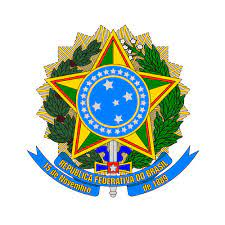 REPÚBLICA FEDERATIVA DO BRASIL
15 de Novembro
de 1889